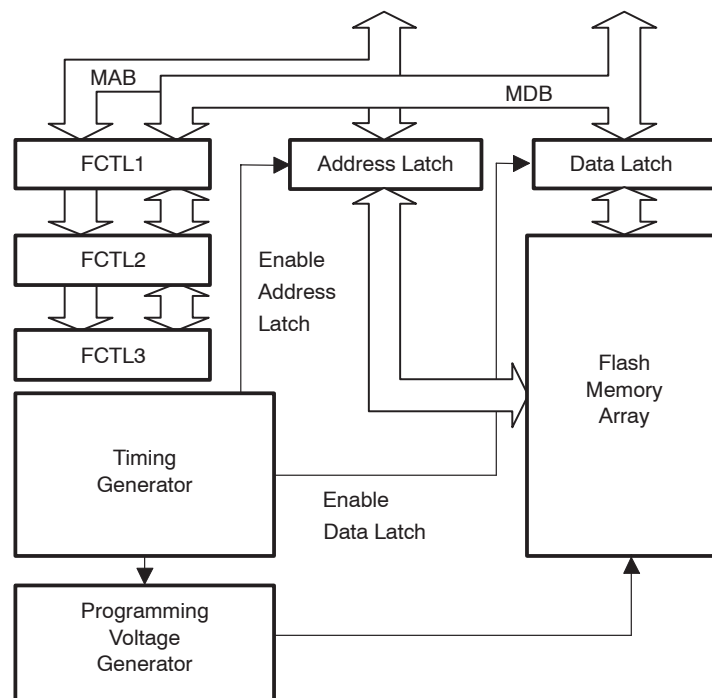 MAB
MDB
FCTL1
Address Latch
Data Latch
FCTL2
Enable
Address
Latch
FCTL3
Flash
Memory
Array
Timing
Generator
Enable
Data Latch
Programming
Voltage
Generator